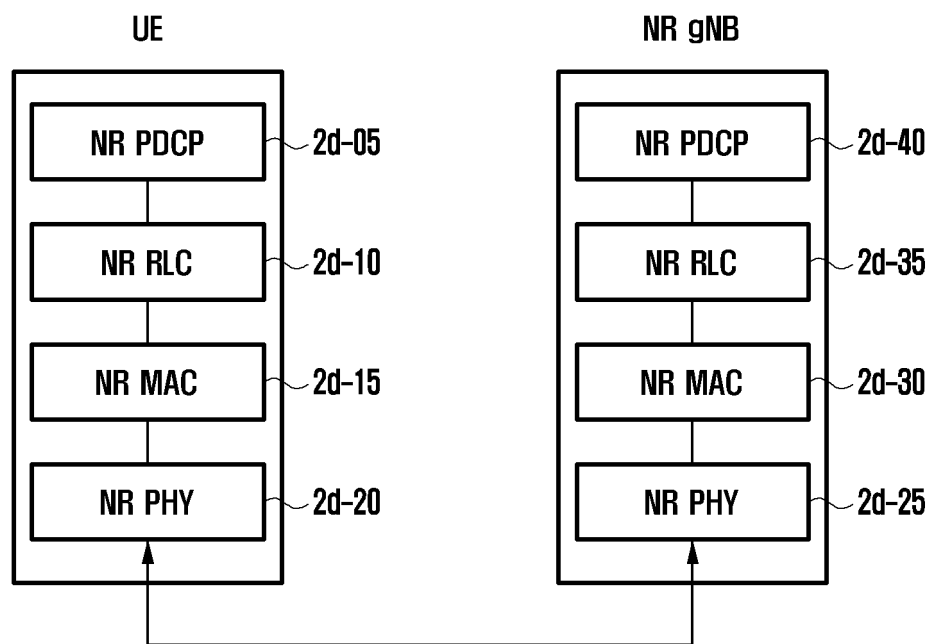 UE
NR gNB
NR PDCP 2d-05
NR PDCP 2d-40
NR RLC 2d-10
NR RLC 2d-35
NR MAC 2d-15
NR MAC 2d-30
NR PHY 2d-20
NR PHY 2d-25